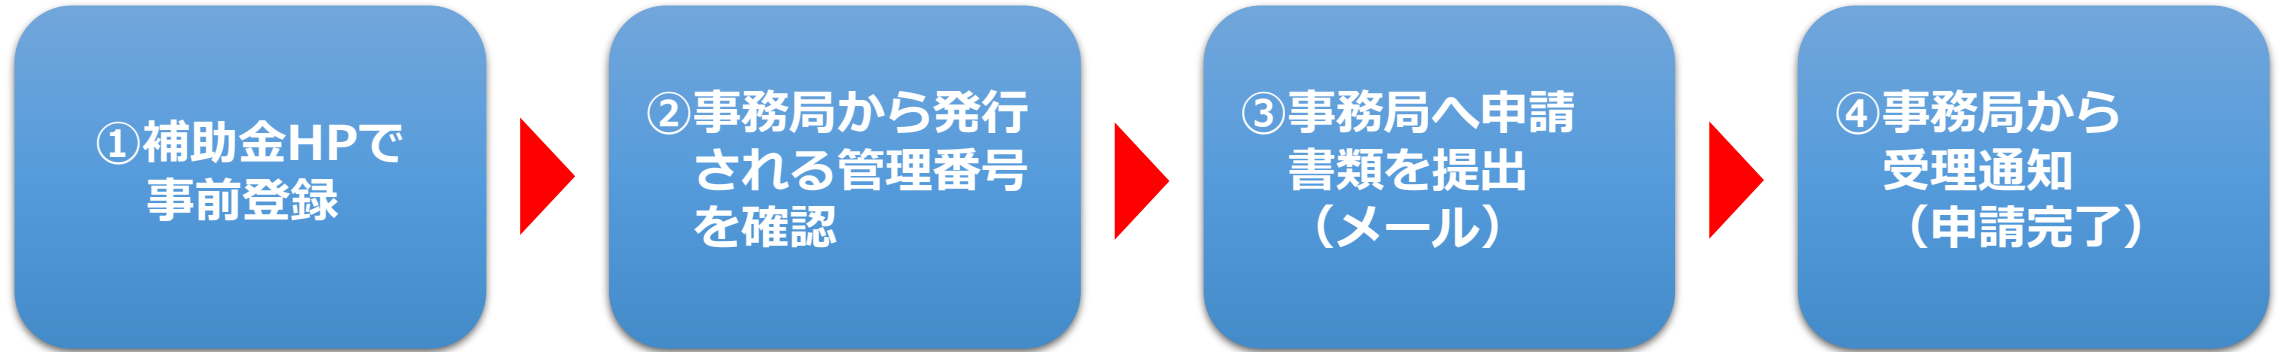 ①補助金HPで
事前登録
②事務局から発行
される管理番号
を確認
③事務局へ申請
書類を提出
（メール）
④事務局から
受理通知
（申請完了）